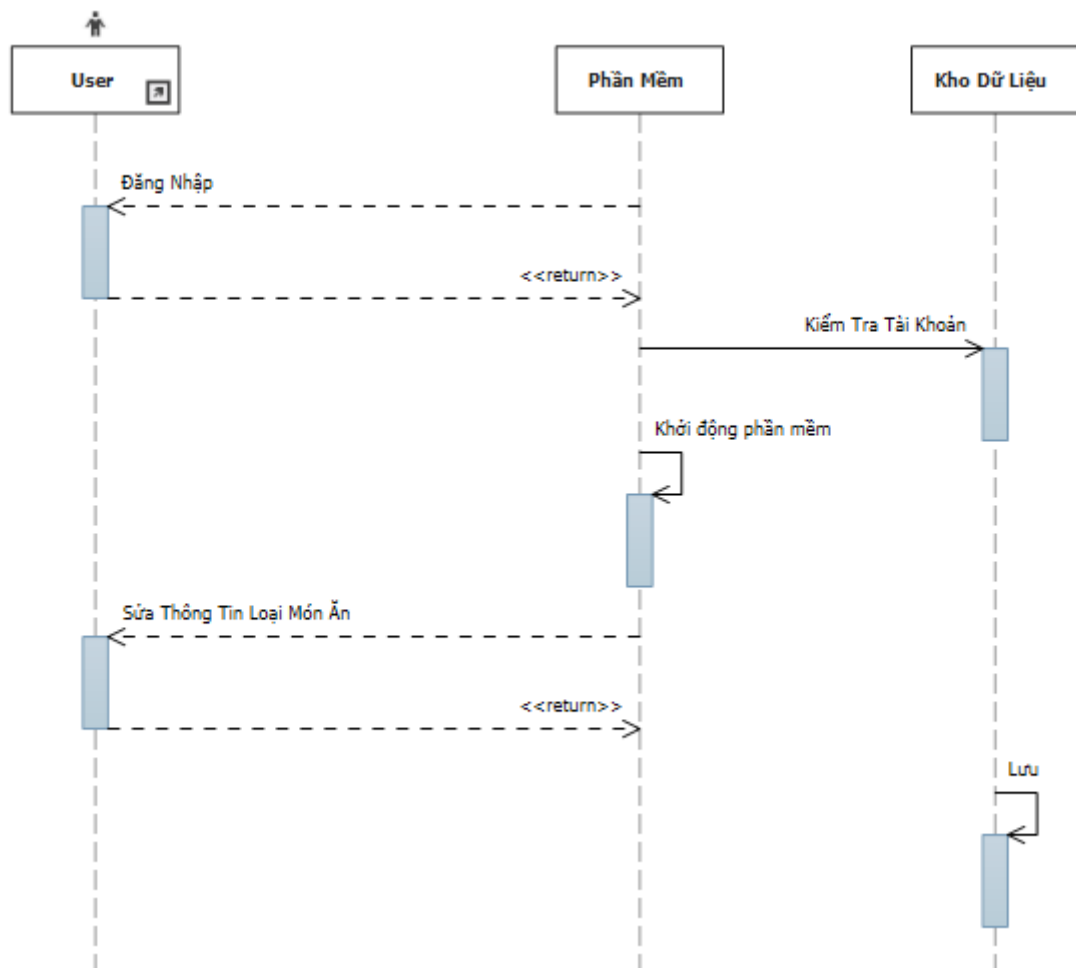 User
Phần Mềm
Kho Dữ Liệu
Đăng Nhập
<<return>>
Kiểm Tra Tài Khoản
Khởi động phần mềm
Sửa Thông Tin Loại Món Ăn
<<return>>
Lưu